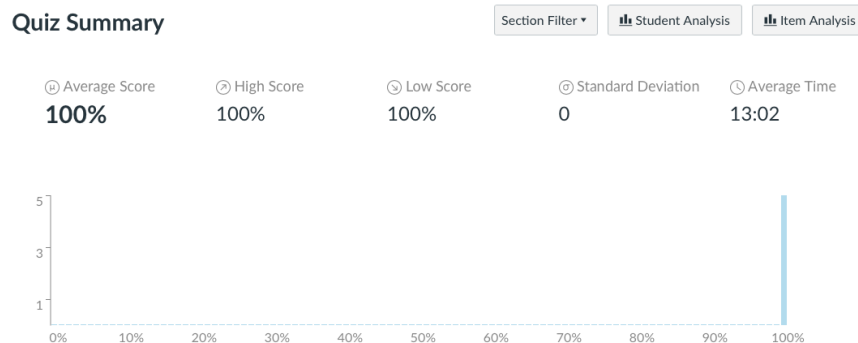 Quiz Summary
Section Filter ▾
Student Analysis
Item Analysis
μ Average Score
High Score
Low Score
σ Standard Deviation
Average Time
100%
100%
100%
0
13:02
5
3
1
0% 10% 20% 30% 40% 50% 60% 70% 80% 90% 100%